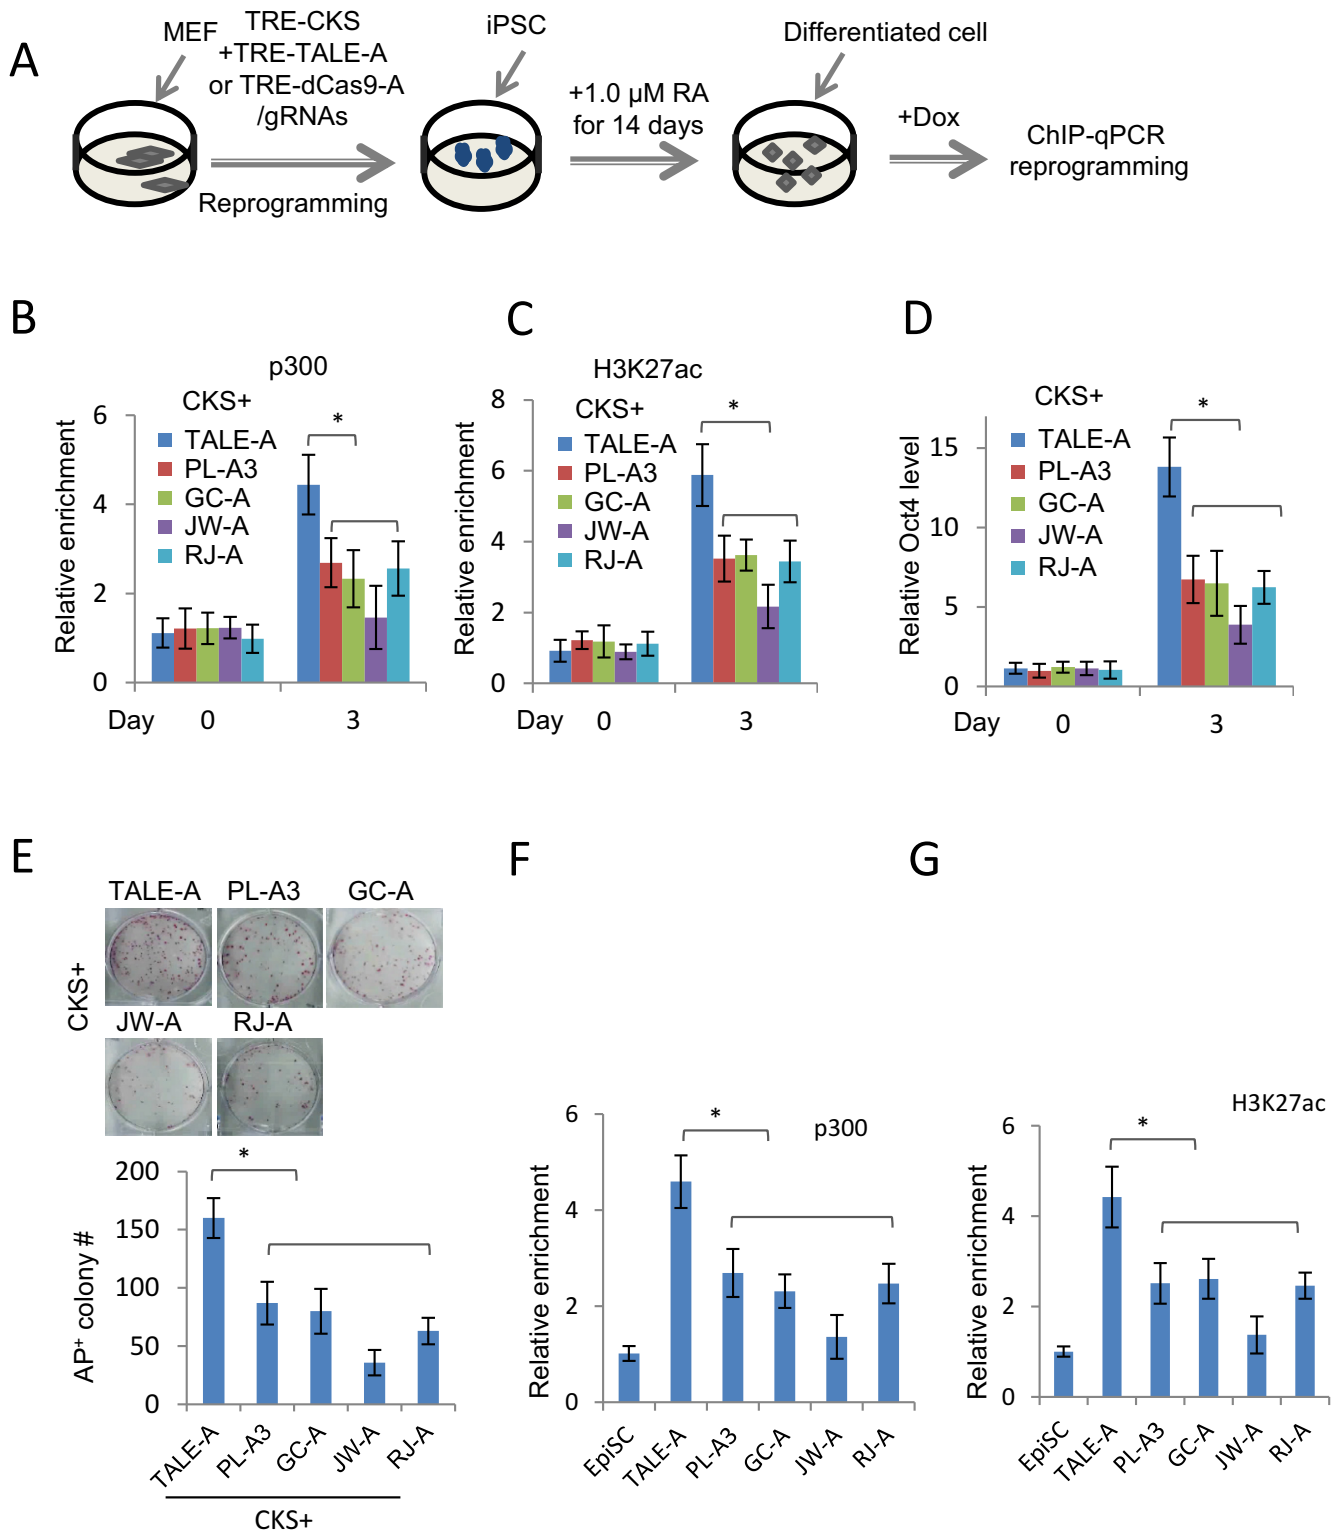 A
MEF
TRE-CKS
+TRE-TALE-A
or TRE-dCas9-A
/gRNAs
Reprogramming
iPSC
+1.0 µM RA
for 14 days
Differentiated cell
+Dox
ChIP-qPCR
reprogramming
B
p300
CKS+
TALE-A
PL-A3
GC-A
JW-A
RJ-A
*
Relative enrichment
6
4
2
0
Day 0 3
C
H3K27ac
CKS+
TALE-A
PL-A3
GC-A
JW-A
RJ-A
*
Relative enrichment
8
6
4
2
0
Day 0 3
D
CKS+
TALE-A
PL-A3
GC-A
JW-A
RJ-A
*
Relative Oct4 level
15
10
5
0
Day 0 3
E
TALE-A PL-A3 GC-A
CKS+
JW-A RJ-A
*
AP⁺ colony #
200
150
100
50
0
TALE-A PL-A3 GC-A JW-A RJ-A
CKS+
F
p300
*
Relative enrichment
6
4
2
0
EpiSC TALE-A PL-A3 GC-A JW-A RJ-A
G
H3K27ac
*
Relative enrichment
6
4
2
0
EpiSC TALE-A PL-A3 GC-A JW-A RJ-A